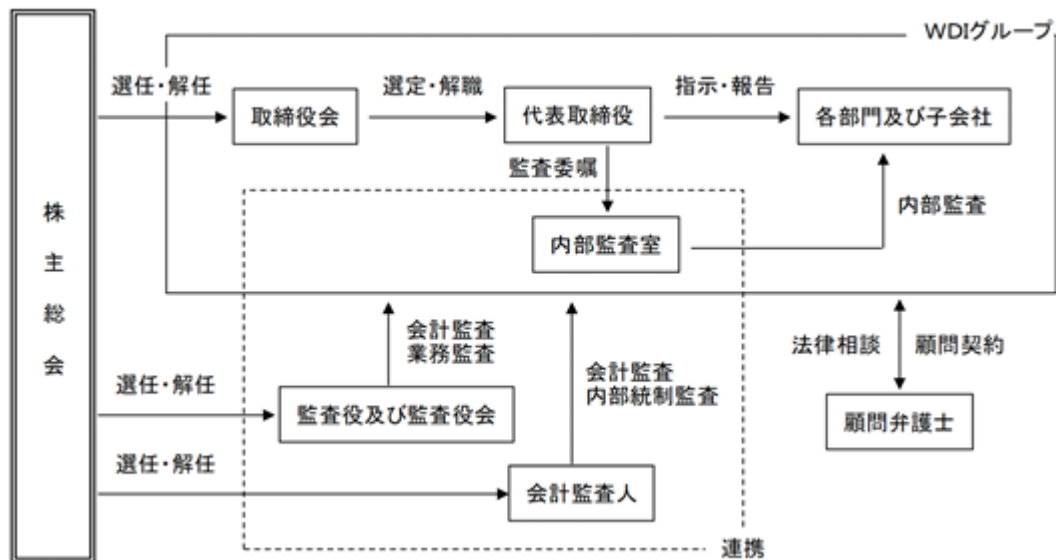 WDIグループ
選任・解任
選定・解職
指示・報告
取締役会
代表取締役
各部門及び子会社
監査委嘱
株主総会
内部監査
内部監査室
会計監査
業務監査
法律相談
顧問契約
会計監査
内部統制監査
選任・解任
監査役及び監査役会
顧問弁護士
選任・解任
会計監査人
連携